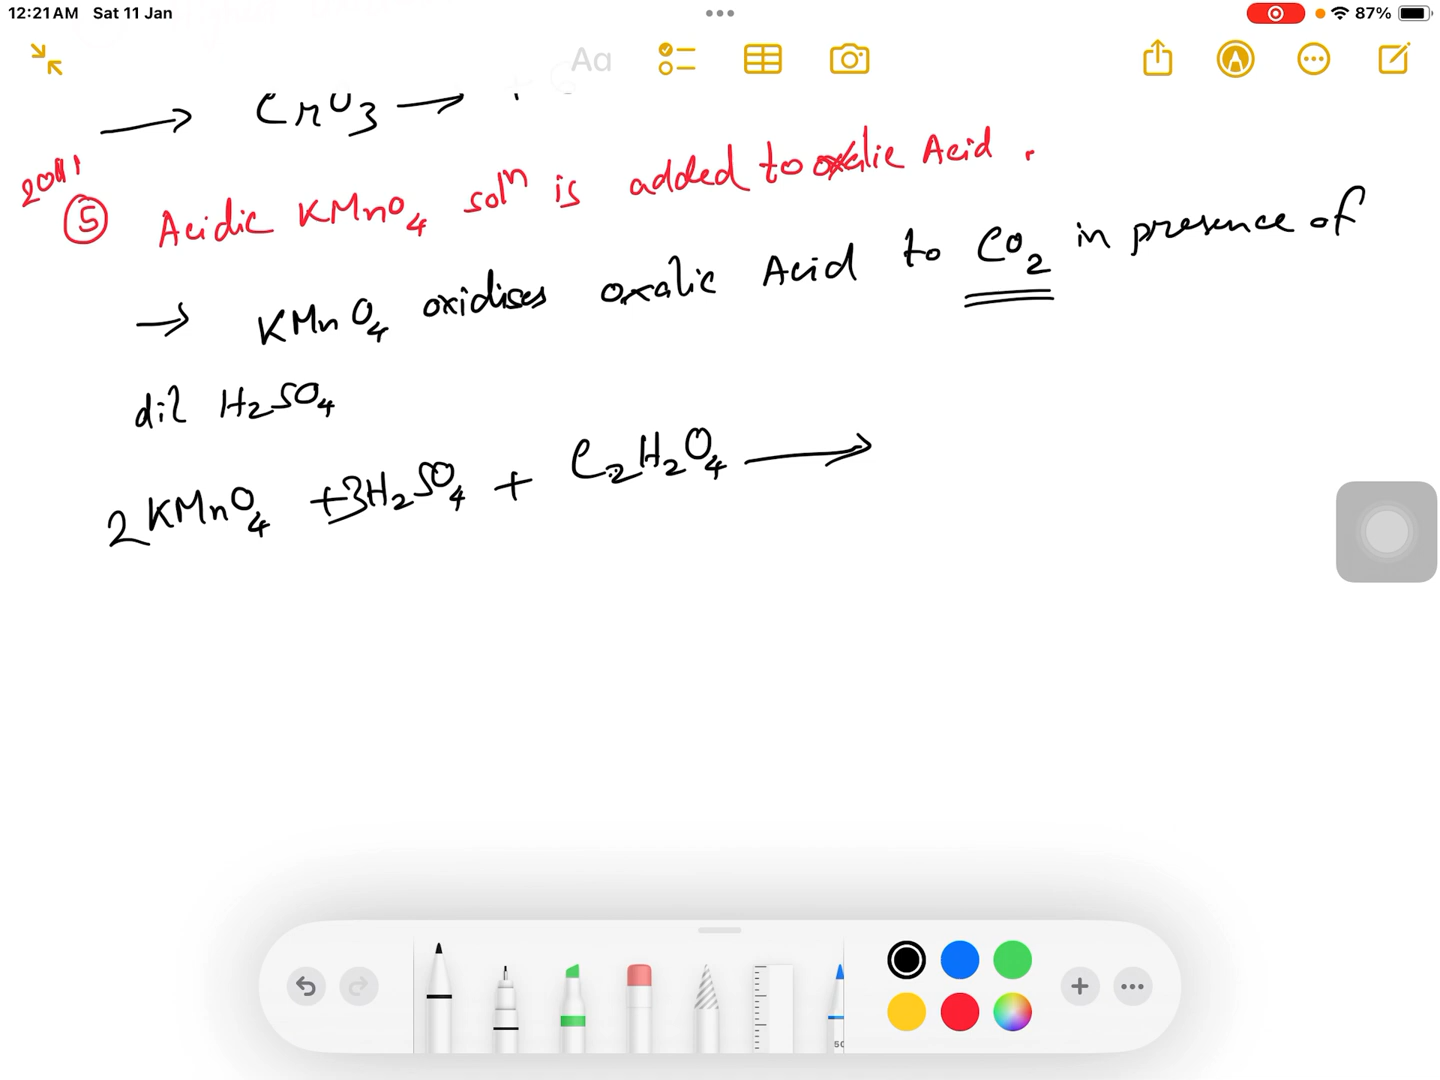 12:21 AM Sat 11 Jan 87%
Aa
→ CrO3 →
2011'
⑤ Acidic KMnO4 solⁿ is added to oxalic Acid .
→ KMnO4 oxidises oxalic Acid to CO2 in presence of
dil H2SO4
2KMnO4 + 3H2SO4 + C2H2O4 →